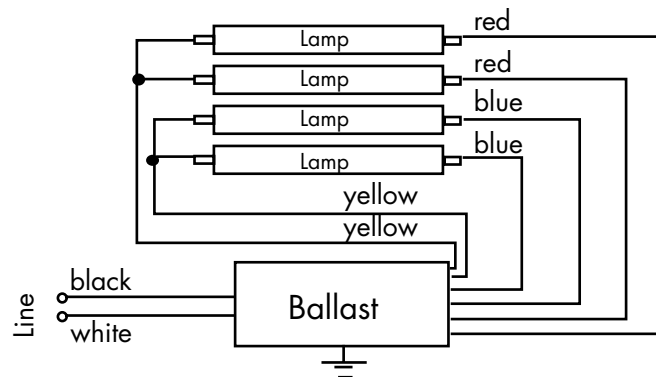 red
Lamp
red
Lamp
blue
Lamp
blue
Lamp
yellow
yellow
black
Ballast
Line
white